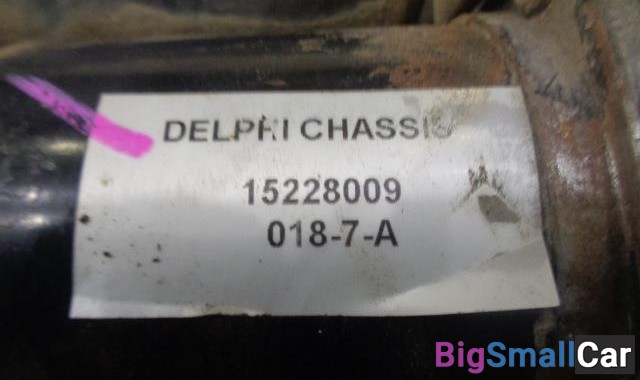 DELPHI CHASSIS
15228009
018-7-A
BigSmallCar